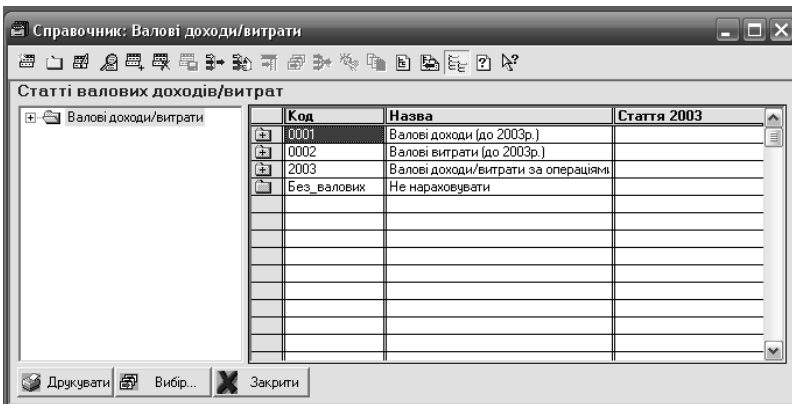 Справочник: Валові доходи/витрати
Статті валових доходів/витрат
Валові доходи/витрати
Код Назва Стаття 2003
0001 Валові доходи (до 2003р.)
0002 Валові витрати (до 2003р.)
2003 Валові доходи/витрати за операціями
Без_валових Не нараховувати
Друкувати Вибір... Закрити